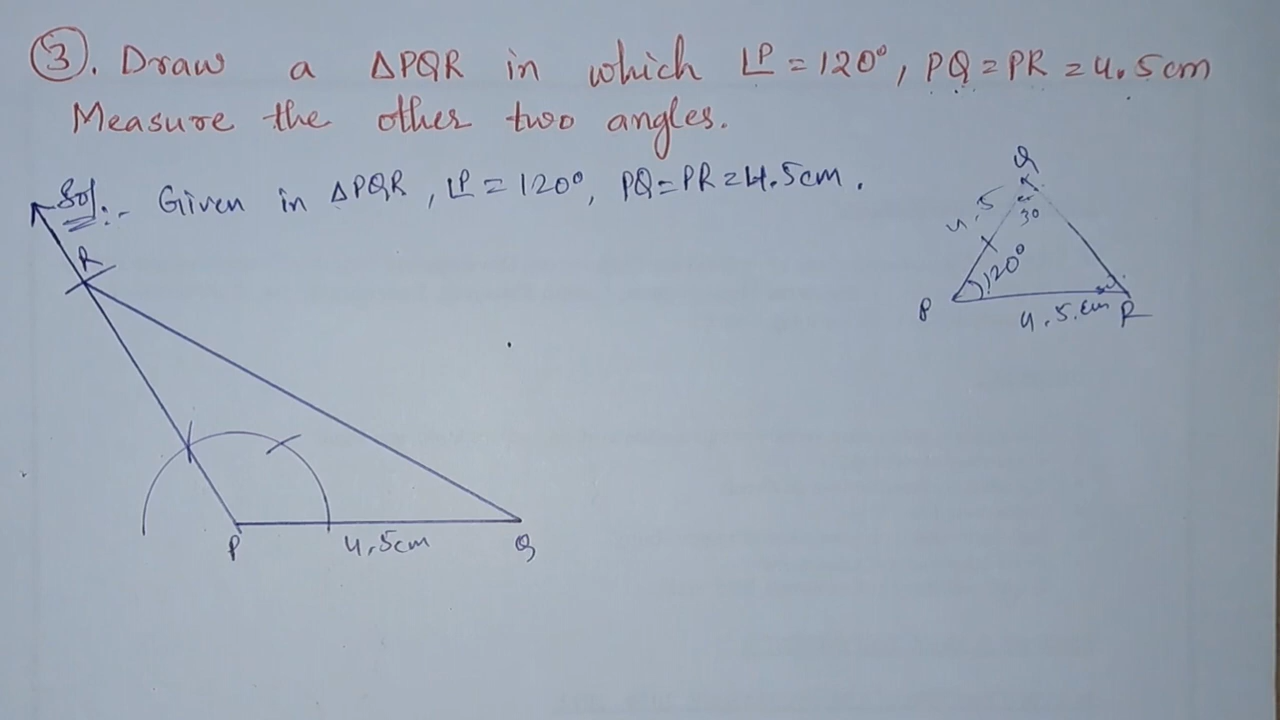 ③. Draw a ΔPQR in which ∠P = 120°, PQ = PR = 4.5cm
Measure the other two angles.
Sol:- Given in ΔPQR, ∠P = 120°, PQ = PR = 4.5cm.
Q
4.5
30
120°
P
4.5cm
R
R
P
4.5cm
Q